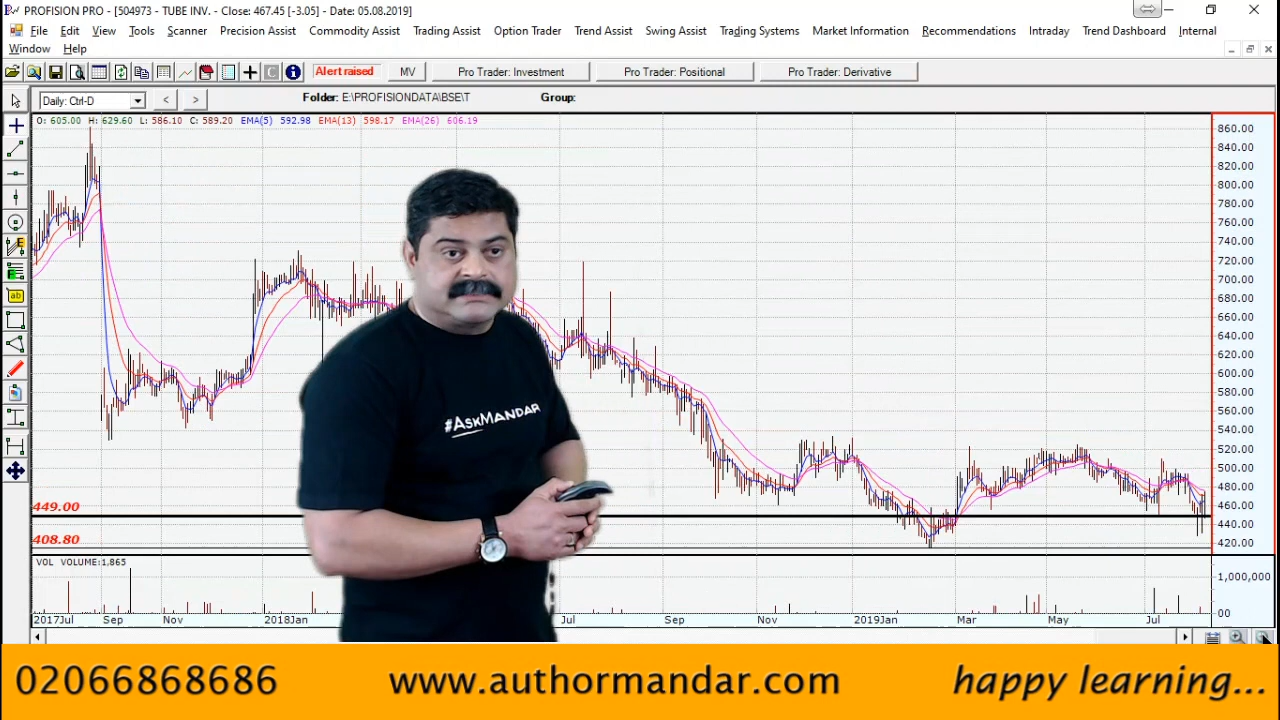 PROFISION PRO - [504973 - TUBE INV. - Close: 467.45 [-3.05] - Date: 05.08.2019]
File Edit View Tools Scanner Precision Assist Commodity Assist Trading Assist Option Trader Trend Assist Swing Assist Trading Systems Market Information Recommendations Intraday Trend Dashboard Internal
Window Help
Alert raised MV Pro Trader: Investment Pro Trader: Positional Pro Trader: Derivative
Daily: Ctrl-D < > Folder: E:\PROFISIONDATA\BSE\T Group:
O: 605.00 H: 629.60 L: 586.10 C: 589.20 EMA(5) 592.98 EMA(13) 598.17 EMA(26) 606.19
860.00
840.00
820.00
800.00
780.00
760.00
740.00
720.00
700.00
680.00
660.00
640.00
620.00
600.00
580.00
560.00
540.00
520.00
500.00
480.00
460.00
440.00
420.00
#AskMandar
449.00
408.80
VOL VOLUME:1,865
1,000,000
00
2017Jul Sep Nov 2018Jan Jul Sep Nov 2019Jan Mar May Jul
02066868686 www.authormandar.com happy learning...